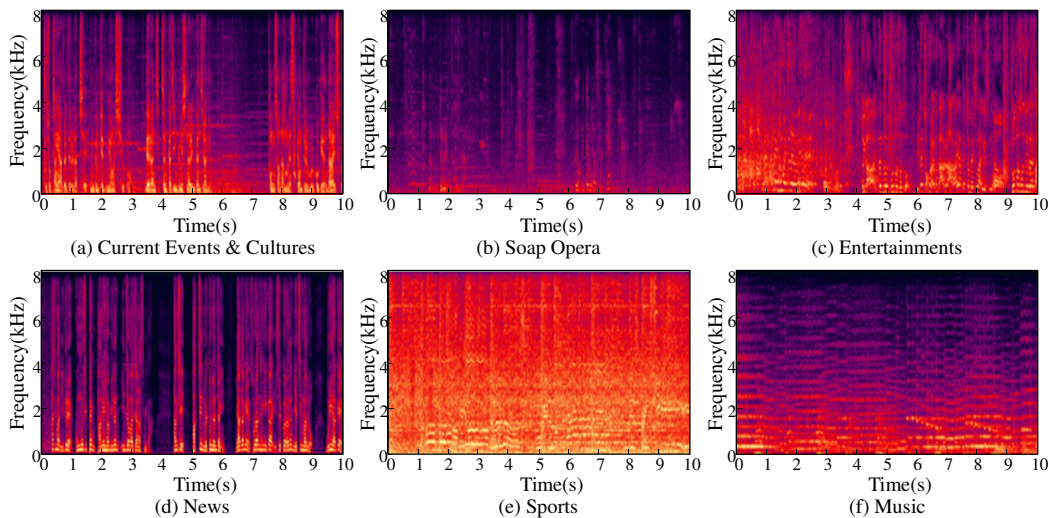 8
6
4
2
0
Frequency(kHz)
0 1 2 3 4 5 6 7 8 9 10
Time(s)
(a) Current Events & Cultures
8
6
4
2
0
Frequency(kHz)
0 1 2 3 4 5 6 7 8 9 10
Time(s)
(b) Soap Opera
8
6
4
2
0
Frequency(kHz)
0 1 2 3 4 5 6 7 8 9 10
Time(s)
(c) Entertainments
8
6
4
2
0
Frequency(kHz)
0 1 2 3 4 5 6 7 8 9 10
Time(s)
(d) News
8
6
4
2
0
Frequency(kHz)
0 1 2 3 4 5 6 7 8 9 10
Time(s)
(e) Sports
8
6
4
2
0
Frequency(kHz)
0 1 2 3 4 5 6 7 8 9 10
Time(s)
(f) Music